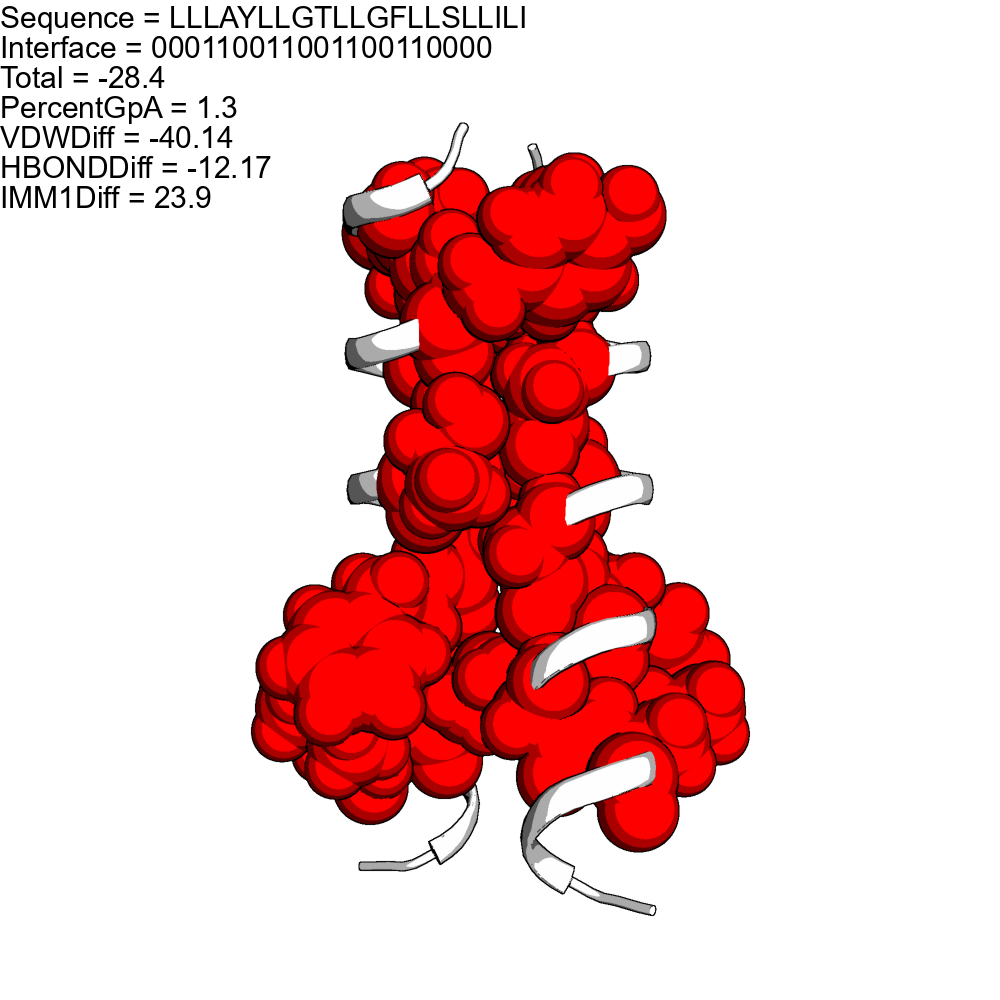 Sequence = LLLAYLLGTLLGFLLSLLILI
Interface = 000110011001100110000
Total = -28.4
PercentGpA = 1.3
VDWDiff = -40.14
HBONDDiff = -12.17
IMM1Diff = 23.9